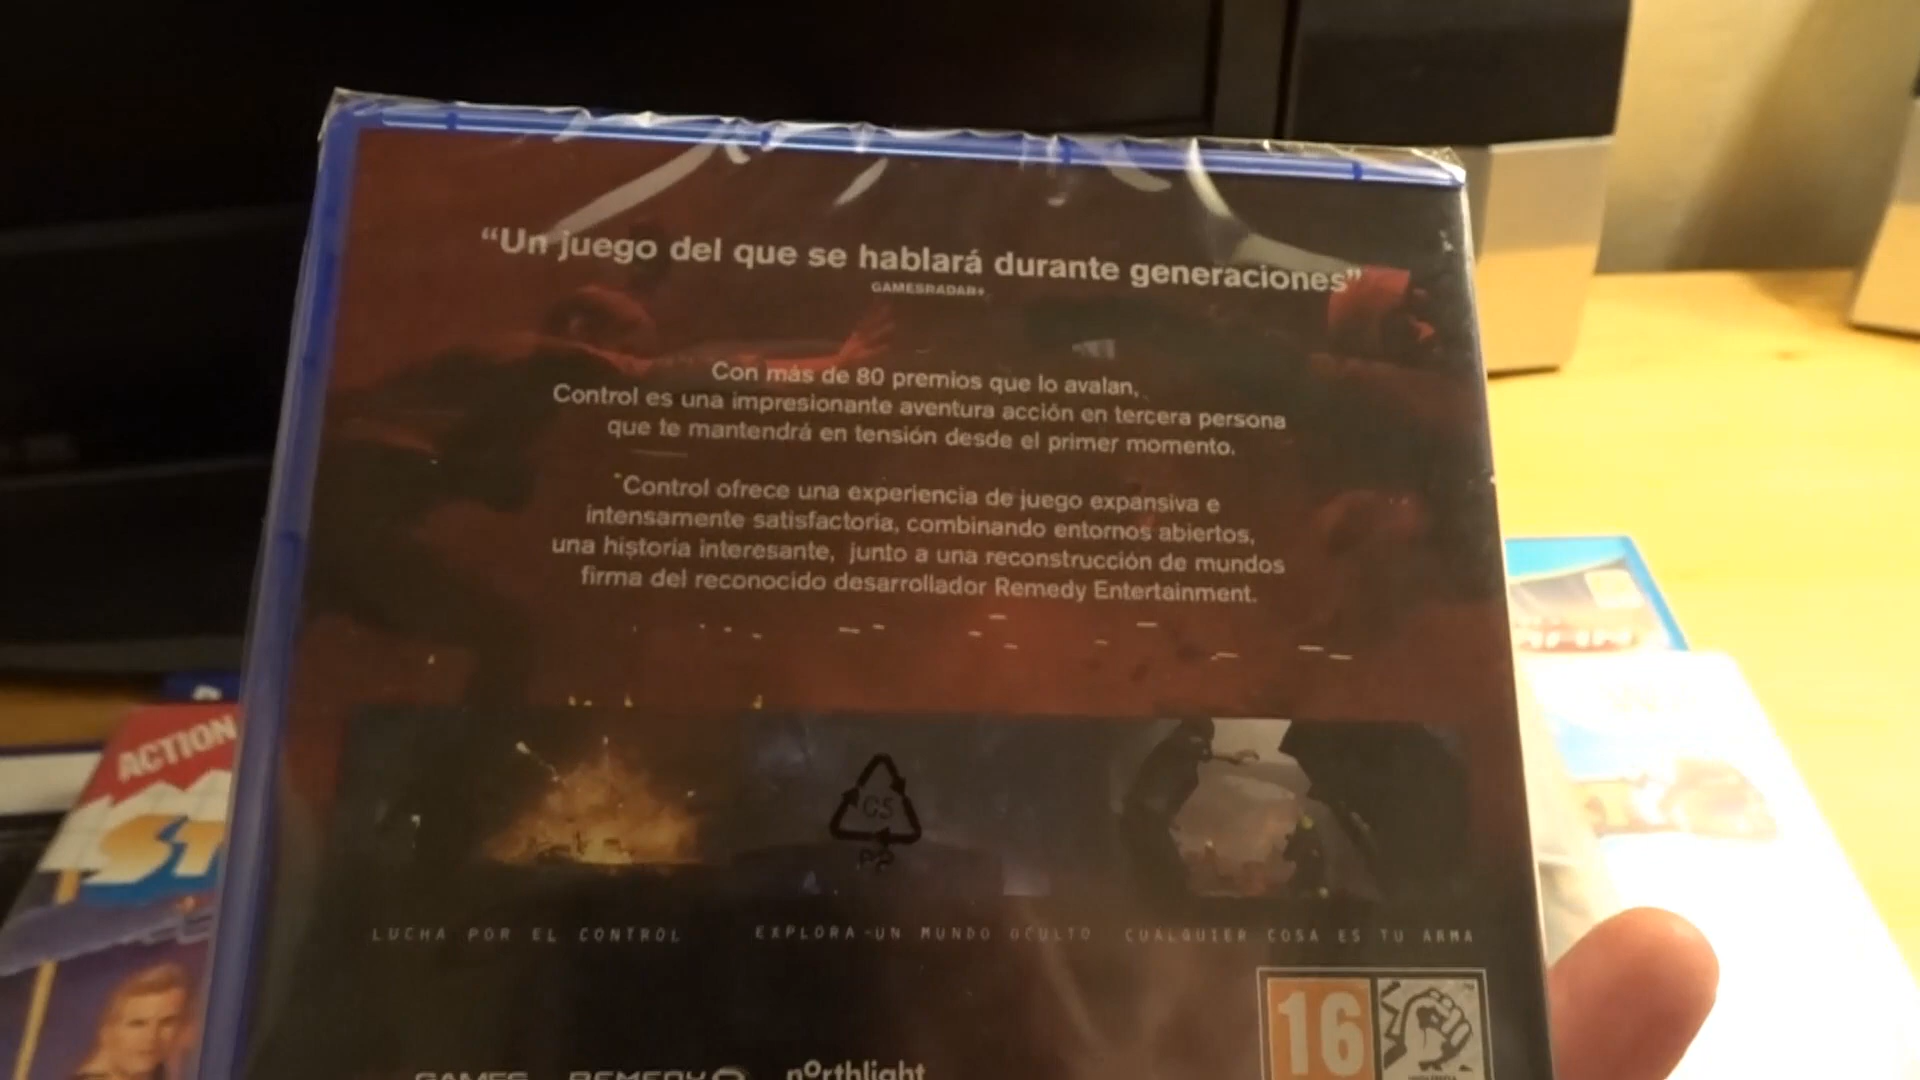 “Un juego del que se hablará durante generaciones”
GAMESRADAR+
Con más de 80 premios que lo avalan,
Control es una impresionante aventura acción en tercera persona
que te mantendrá en tensión desde el primer momento.
"Control ofrece una experiencia de juego expansiva e
intensamente satisfactoria, combinando entornos abiertos,
una historia interesante, junto a una reconstrucción de mundos
firma del reconocido desarrollador Remedy Entertainment.
LUCHA POR EL CONTROL
EXPLORA UN MUNDO OCULTO
CUALQUIER COSA ES TU ARMA
16
GAMES
REMEDY
northlight
ACTION
ST